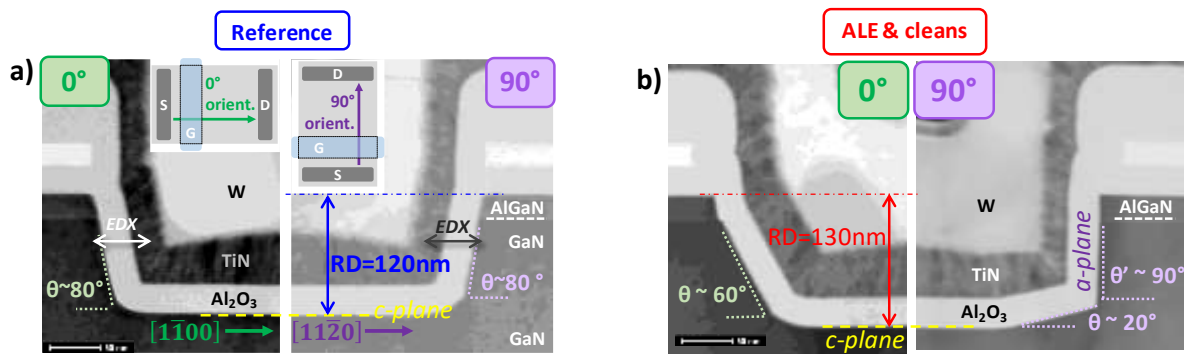 Reference
ALE & cleans
a)
0°
S
0°
orient.
G
D
D
90°
orient.
G
S
90°
b)
0°
90°
W
EDX
TiN
θ~80°
Al₂O₃
[11̅00]
RD=120nm
EDX
AlGaN
GaN
θ~80 °
c-plane
[112̅0]
GaN
W
RD=130nm
TiN
θ ~ 60°
Al₂O₃
c-plane
a-plane
AlGaN
GaN
θ' ~ 90°
θ ~ 20°